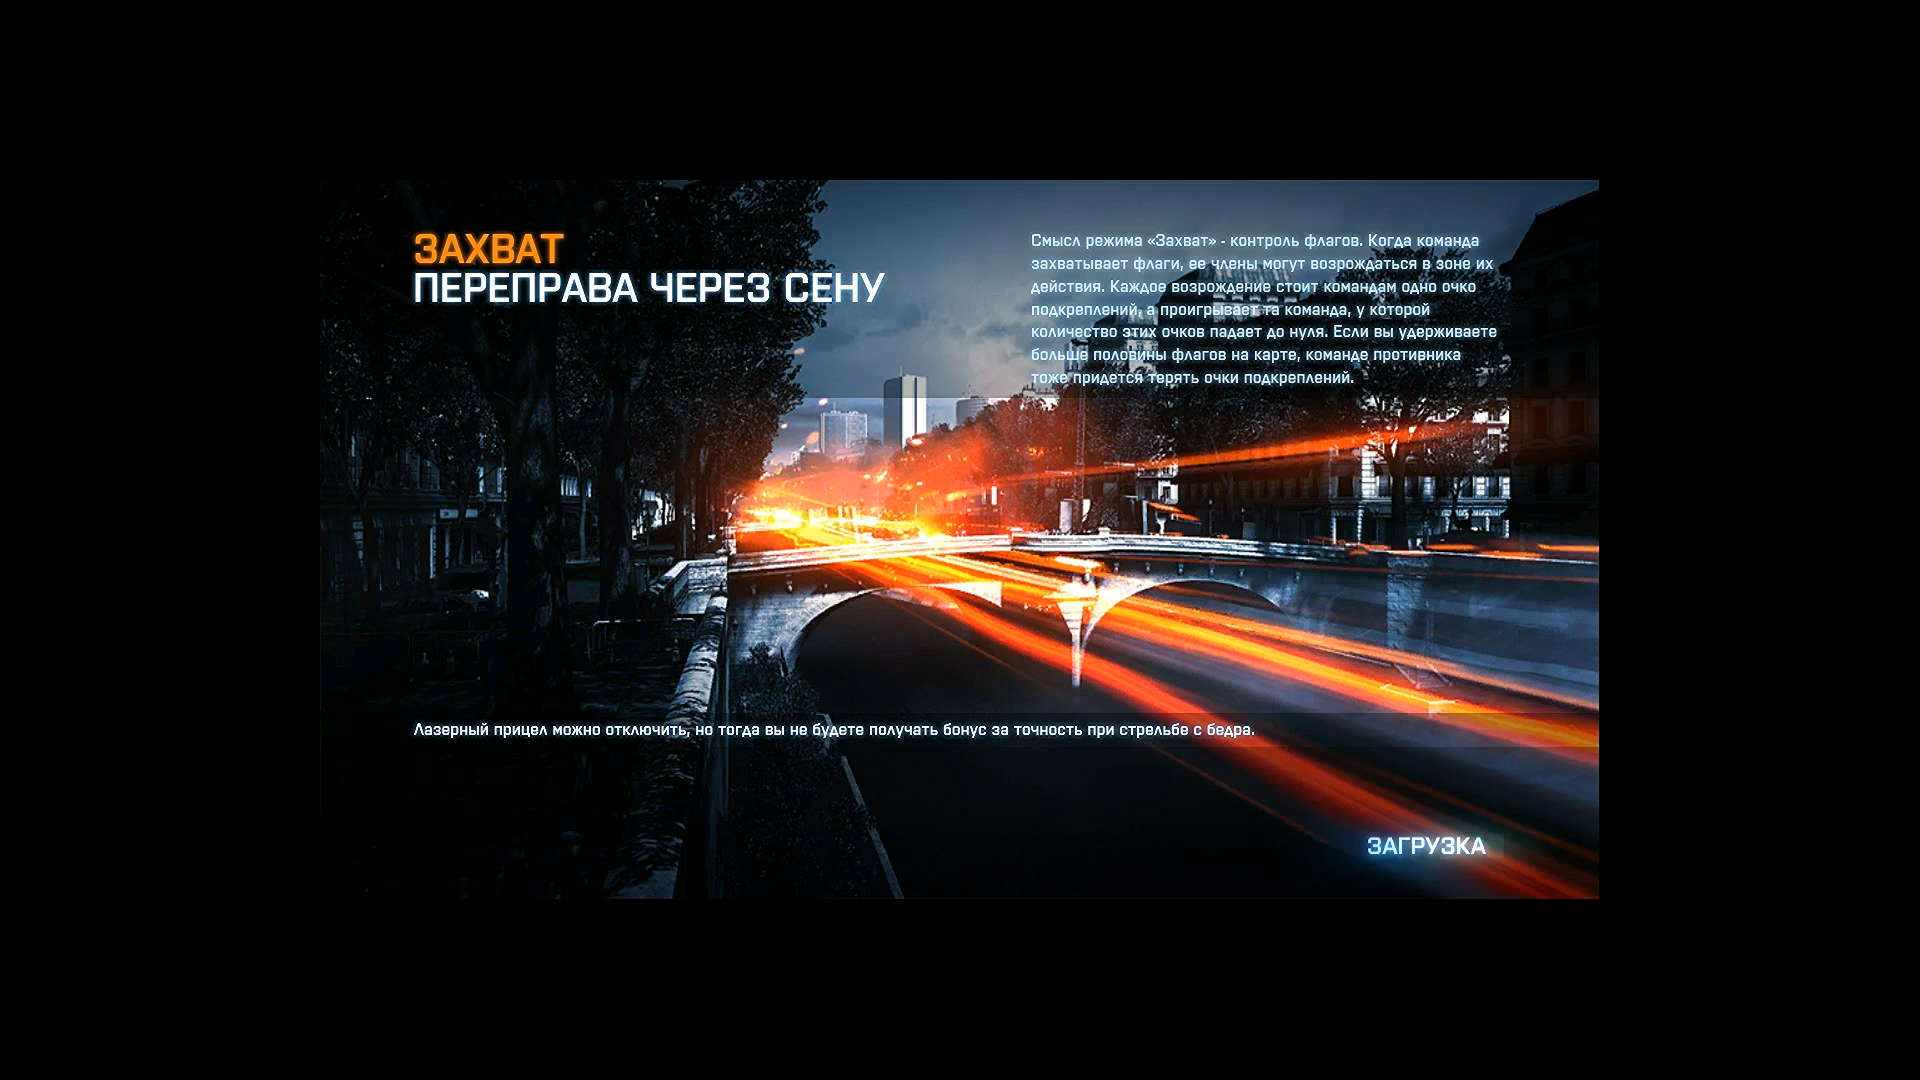 ЗАХВАТ
ПЕРЕПРАВА ЧЕРЕЗ СЕНУ
Смысл режима «Захват» - контроль флагов. Когда команда
захватывает флаги, ее члены могут возрождаться в зоне их
действия. Каждое возрождение стоит командам одно очко
подкреплений, а проигрывает та команда, у которой
количество этих очков падает до нуля. Если вы удерживаете
больше половины флагов на карте, команде противника
тоже придется терять очки подкреплений.
Лазерный прицел можно отключить, но тогда вы не будете получать бонус за точность при стрельбе с бедра.
ЗАГРУЗКА